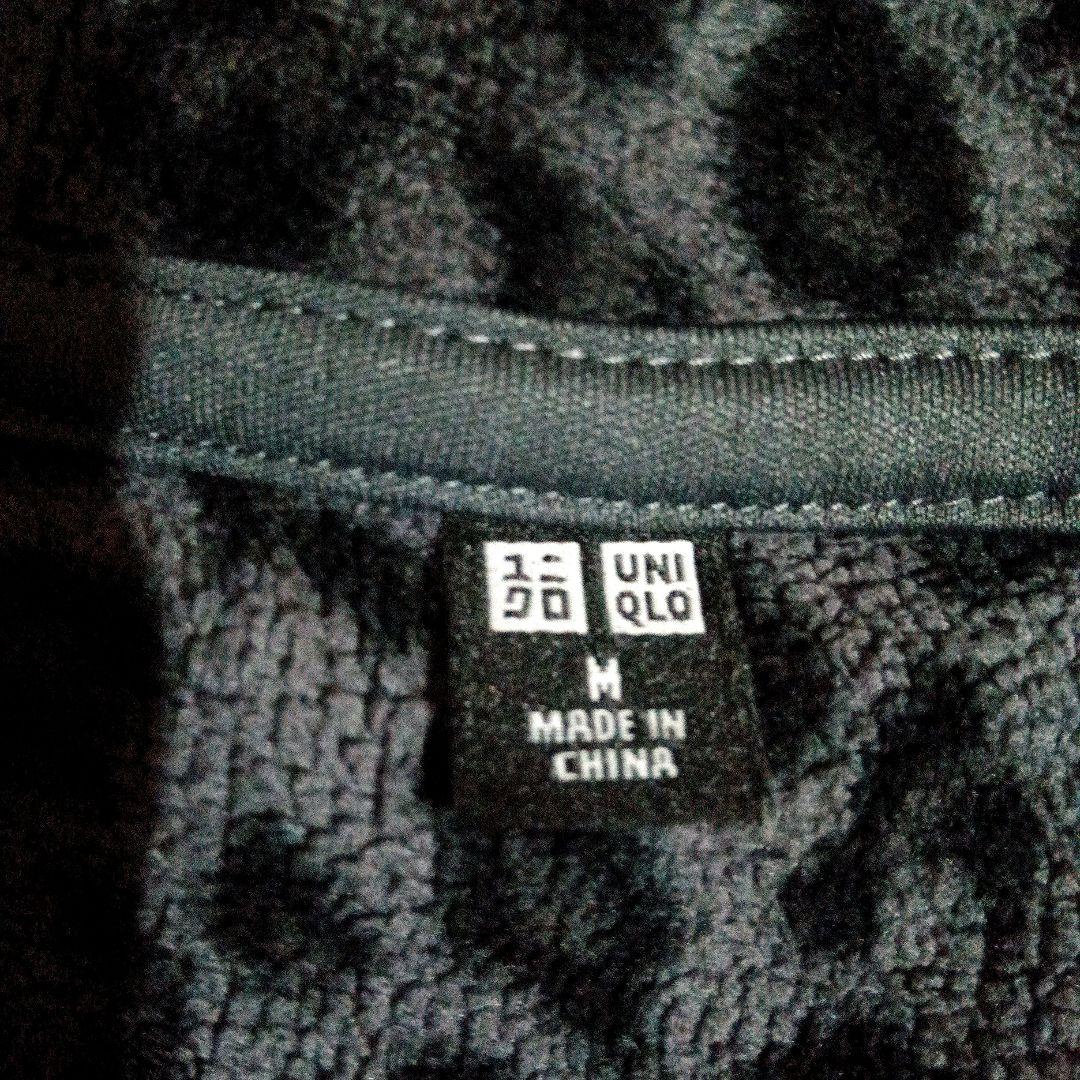 ユニ UNI
クロ QLO
M
MADE IN
CHINA